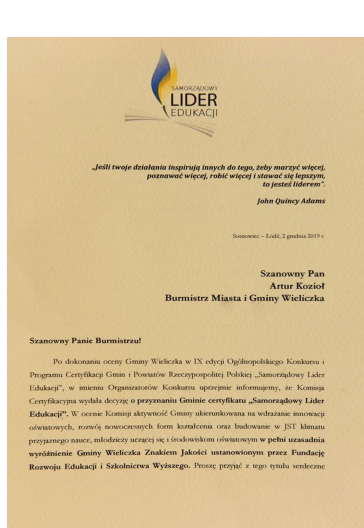 SAMORZĄDOWY
LIDER
EDUKACJI
„Jeśli twoje działania inspirują innych do tego, żeby marzyć więcej,
poznawać więcej, robić więcej i stawać się lepszym,
to jesteś liderem”.
John Quincy Adams
Sosnowiec – Łódź, 2 grudnia 2019 r.
Szanowny Pan
Artur Kozioł
Burmistrz Miasta i Gminy Wieliczka
Szanowny Panie Burmistrzu!
Po dokonaniu oceny Gminy Wieliczka w IX edycji Ogólnopolskiego Konkursu i
Programu Certyfikacji Gmin i Powiatów Rzeczypospolitej Polskiej „Samorządowy Lider
Edukacji”, w imieniu Organizatorów Konkursu uprzejmie informujemy, że Komisja
Certyfikacyjna wydała decyzję o przyznaniu Gminie certyfikatu „Samorządowy Lider
Edukacji”. W ocenie Komisji aktywność Gminy ukierunkowana na wdrażanie innowacji
oświatowych, rozwój nowoczesnych form kształcenia oraz budowanie w JST klimatu
przyjaznego nauce, młodzieży uczącej się i środowiskom oświatowym w pełni uzasadnia
wyróżnienie Gminy Wieliczka Znakiem Jakości ustanowionym przez Fundację
Rozwoju Edukacji i Szkolnictwa Wyższego. Proszę przyjąć z tego tytułu serdeczne